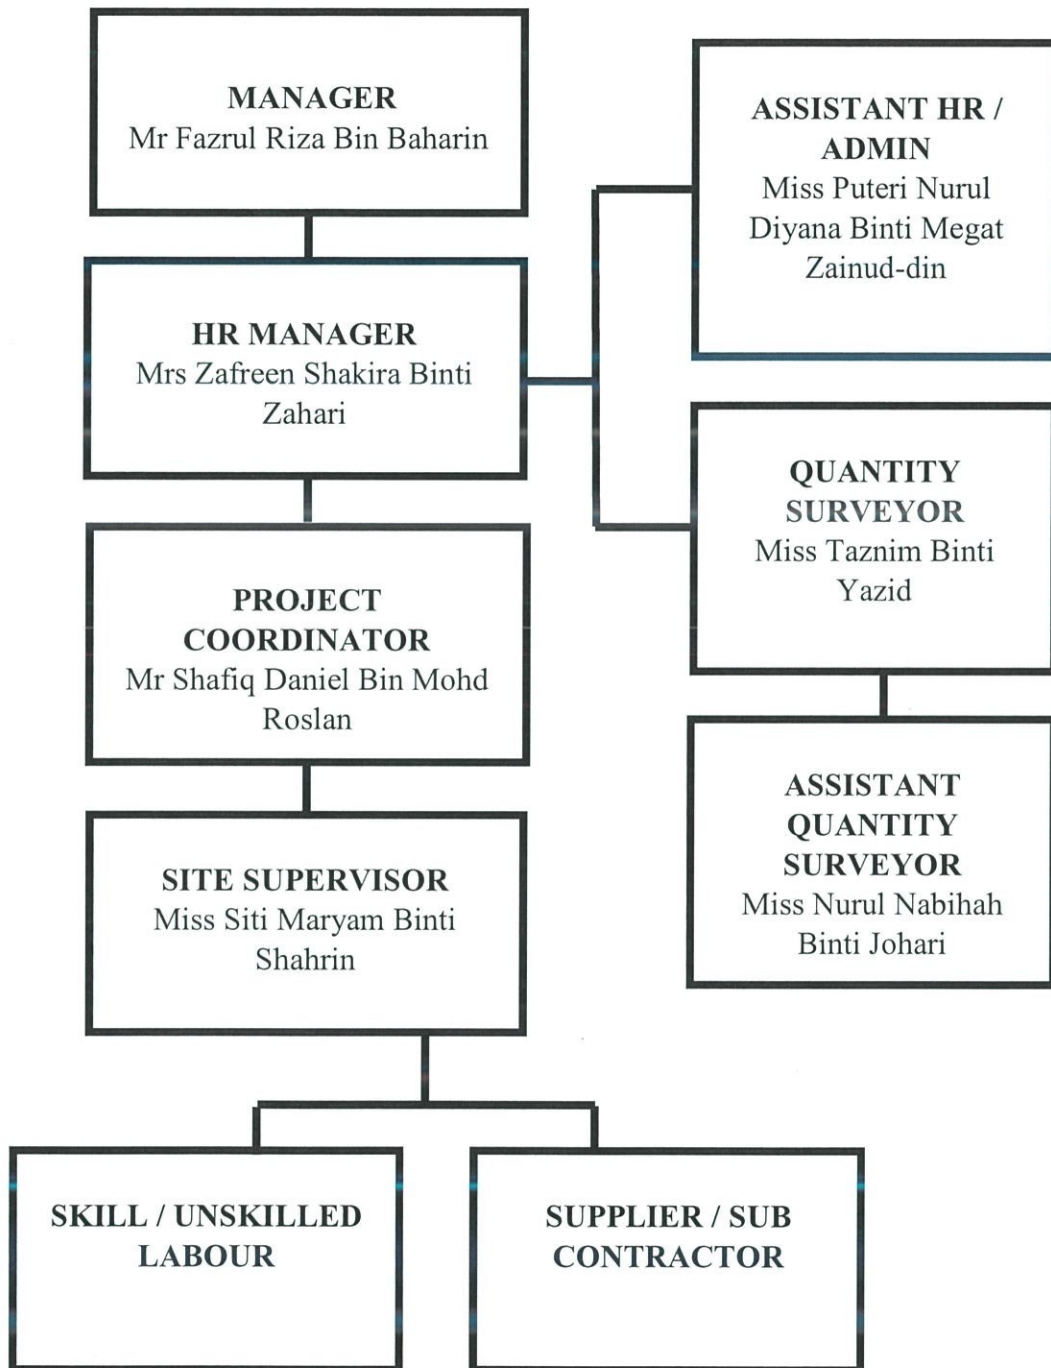 MANAGER
Mr Fazrul Riza Bin Baharin
HR MANAGER
Mrs Zafreen Shakira Binti
Zahari
PROJECT
COORDINATOR
Mr Shafiq Daniel Bin Mohd
Roslan
SITE SUPERVISOR
Miss Siti Maryam Binti
Shahrin
ASSISTANT HR /
ADMIN
Miss Puteri Nurul
Diyana Binti Megat
Zainud-din
QUANTITY
SURVEYOR
Miss Taznim Binti
Yazid
ASSISTANT
QUANTITY
SURVEYOR
Miss Nurul Nabihah
Binti Johari
SKILL / UNSKILLED
LABOUR
SUPPLIER / SUB
CONTRACTOR